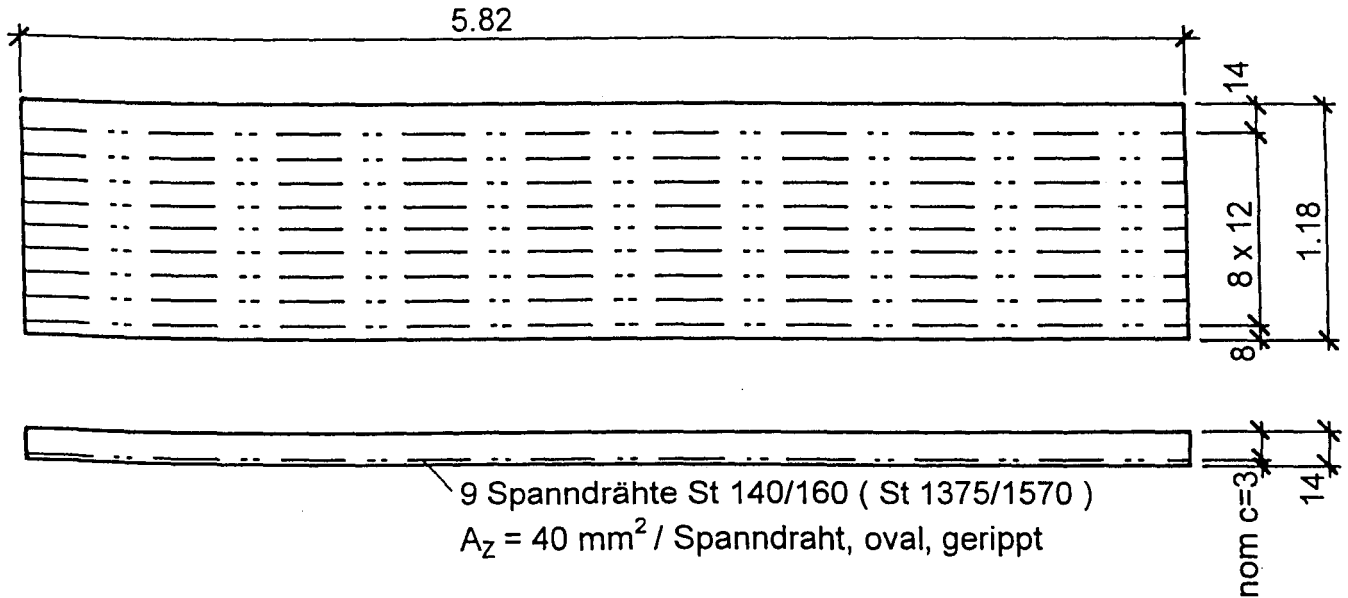 5.82
14
8 x 12
1.18
8
9 Spanndrähte St 140/160 ( St 1375/1570 )
A_Z = 40 mm² / Spanndraht, oval, gerippt
nom c=3
14